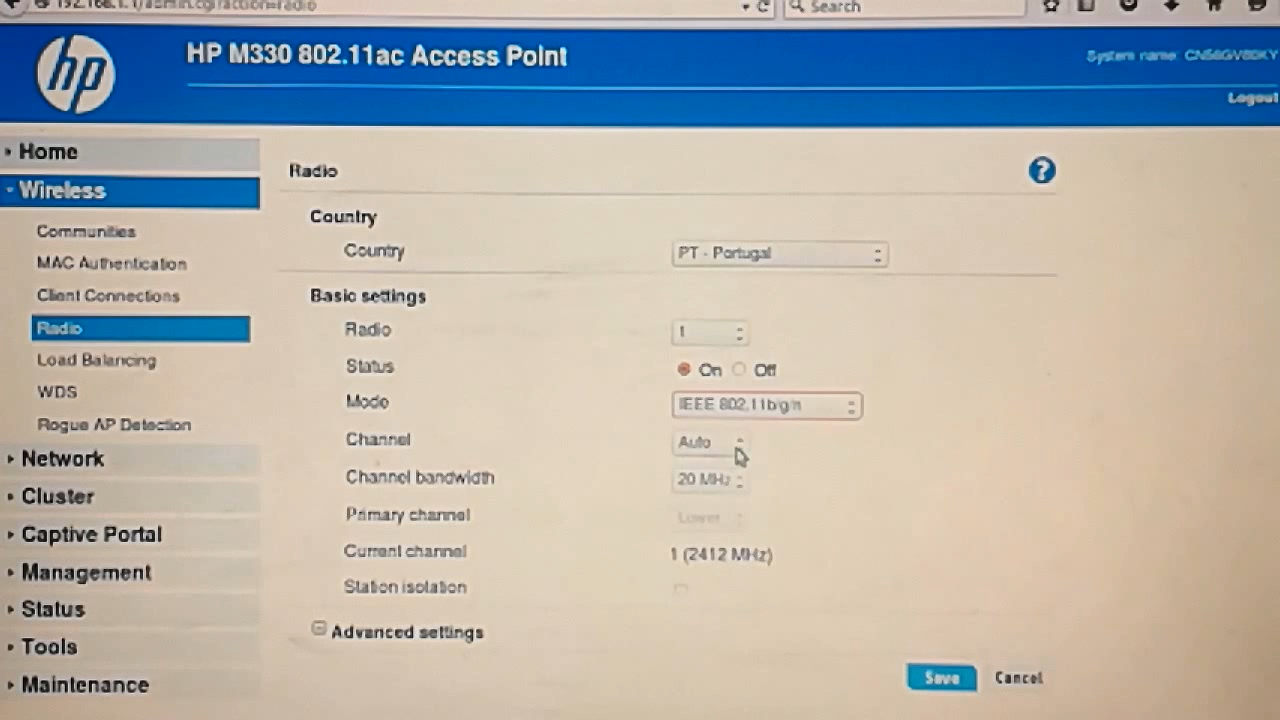 Search
hp
HP M330 802.11ac Access Point
System name:
Logout
Home
Wireless
Communities
MAC Authentication
Client Connections
Radio
Load Balancing
WDS
Rogue AP Detection
Network
Cluster
Captive Portal
Management
Status
Tools
Maintenance
Radio
?
Country
Country PT - Portugal
Basic settings
Radio 1
Status On Off
Mode IEEE 802.11b/g/n
Channel Auto
Channel bandwidth 20 MHz
Primary channel Lower
Current channel 1 (2412 MHz)
Station isolation
Advanced settings
Save Cancel